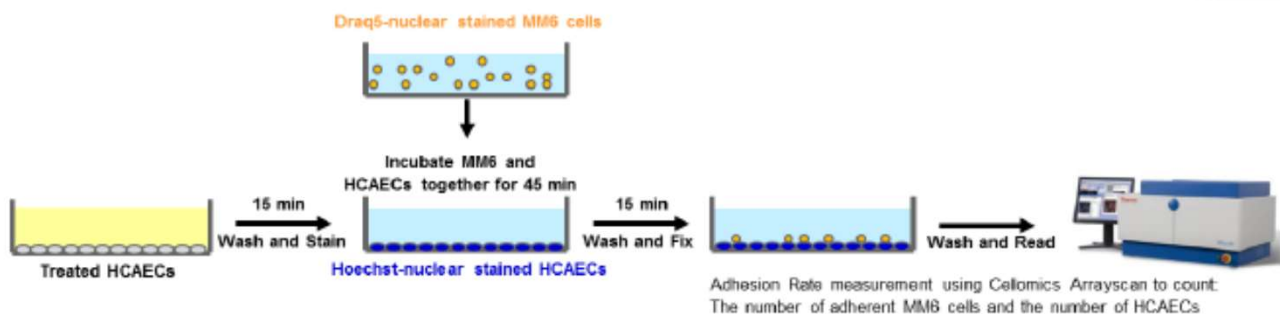 Draq5-nuclear stained MM6 cells
Incubate MM6 and
HCAECs together for 45 min
15 min
Wash and Stain
15 min
Wash and Fix
Wash and Read
Treated HCAECs
Hoechst-nuclear stained HCAECs
Adhesion Rate measurement using Cellomics Arrayscan to count:
The number of adherent MM6 cells and the number of HCAECs